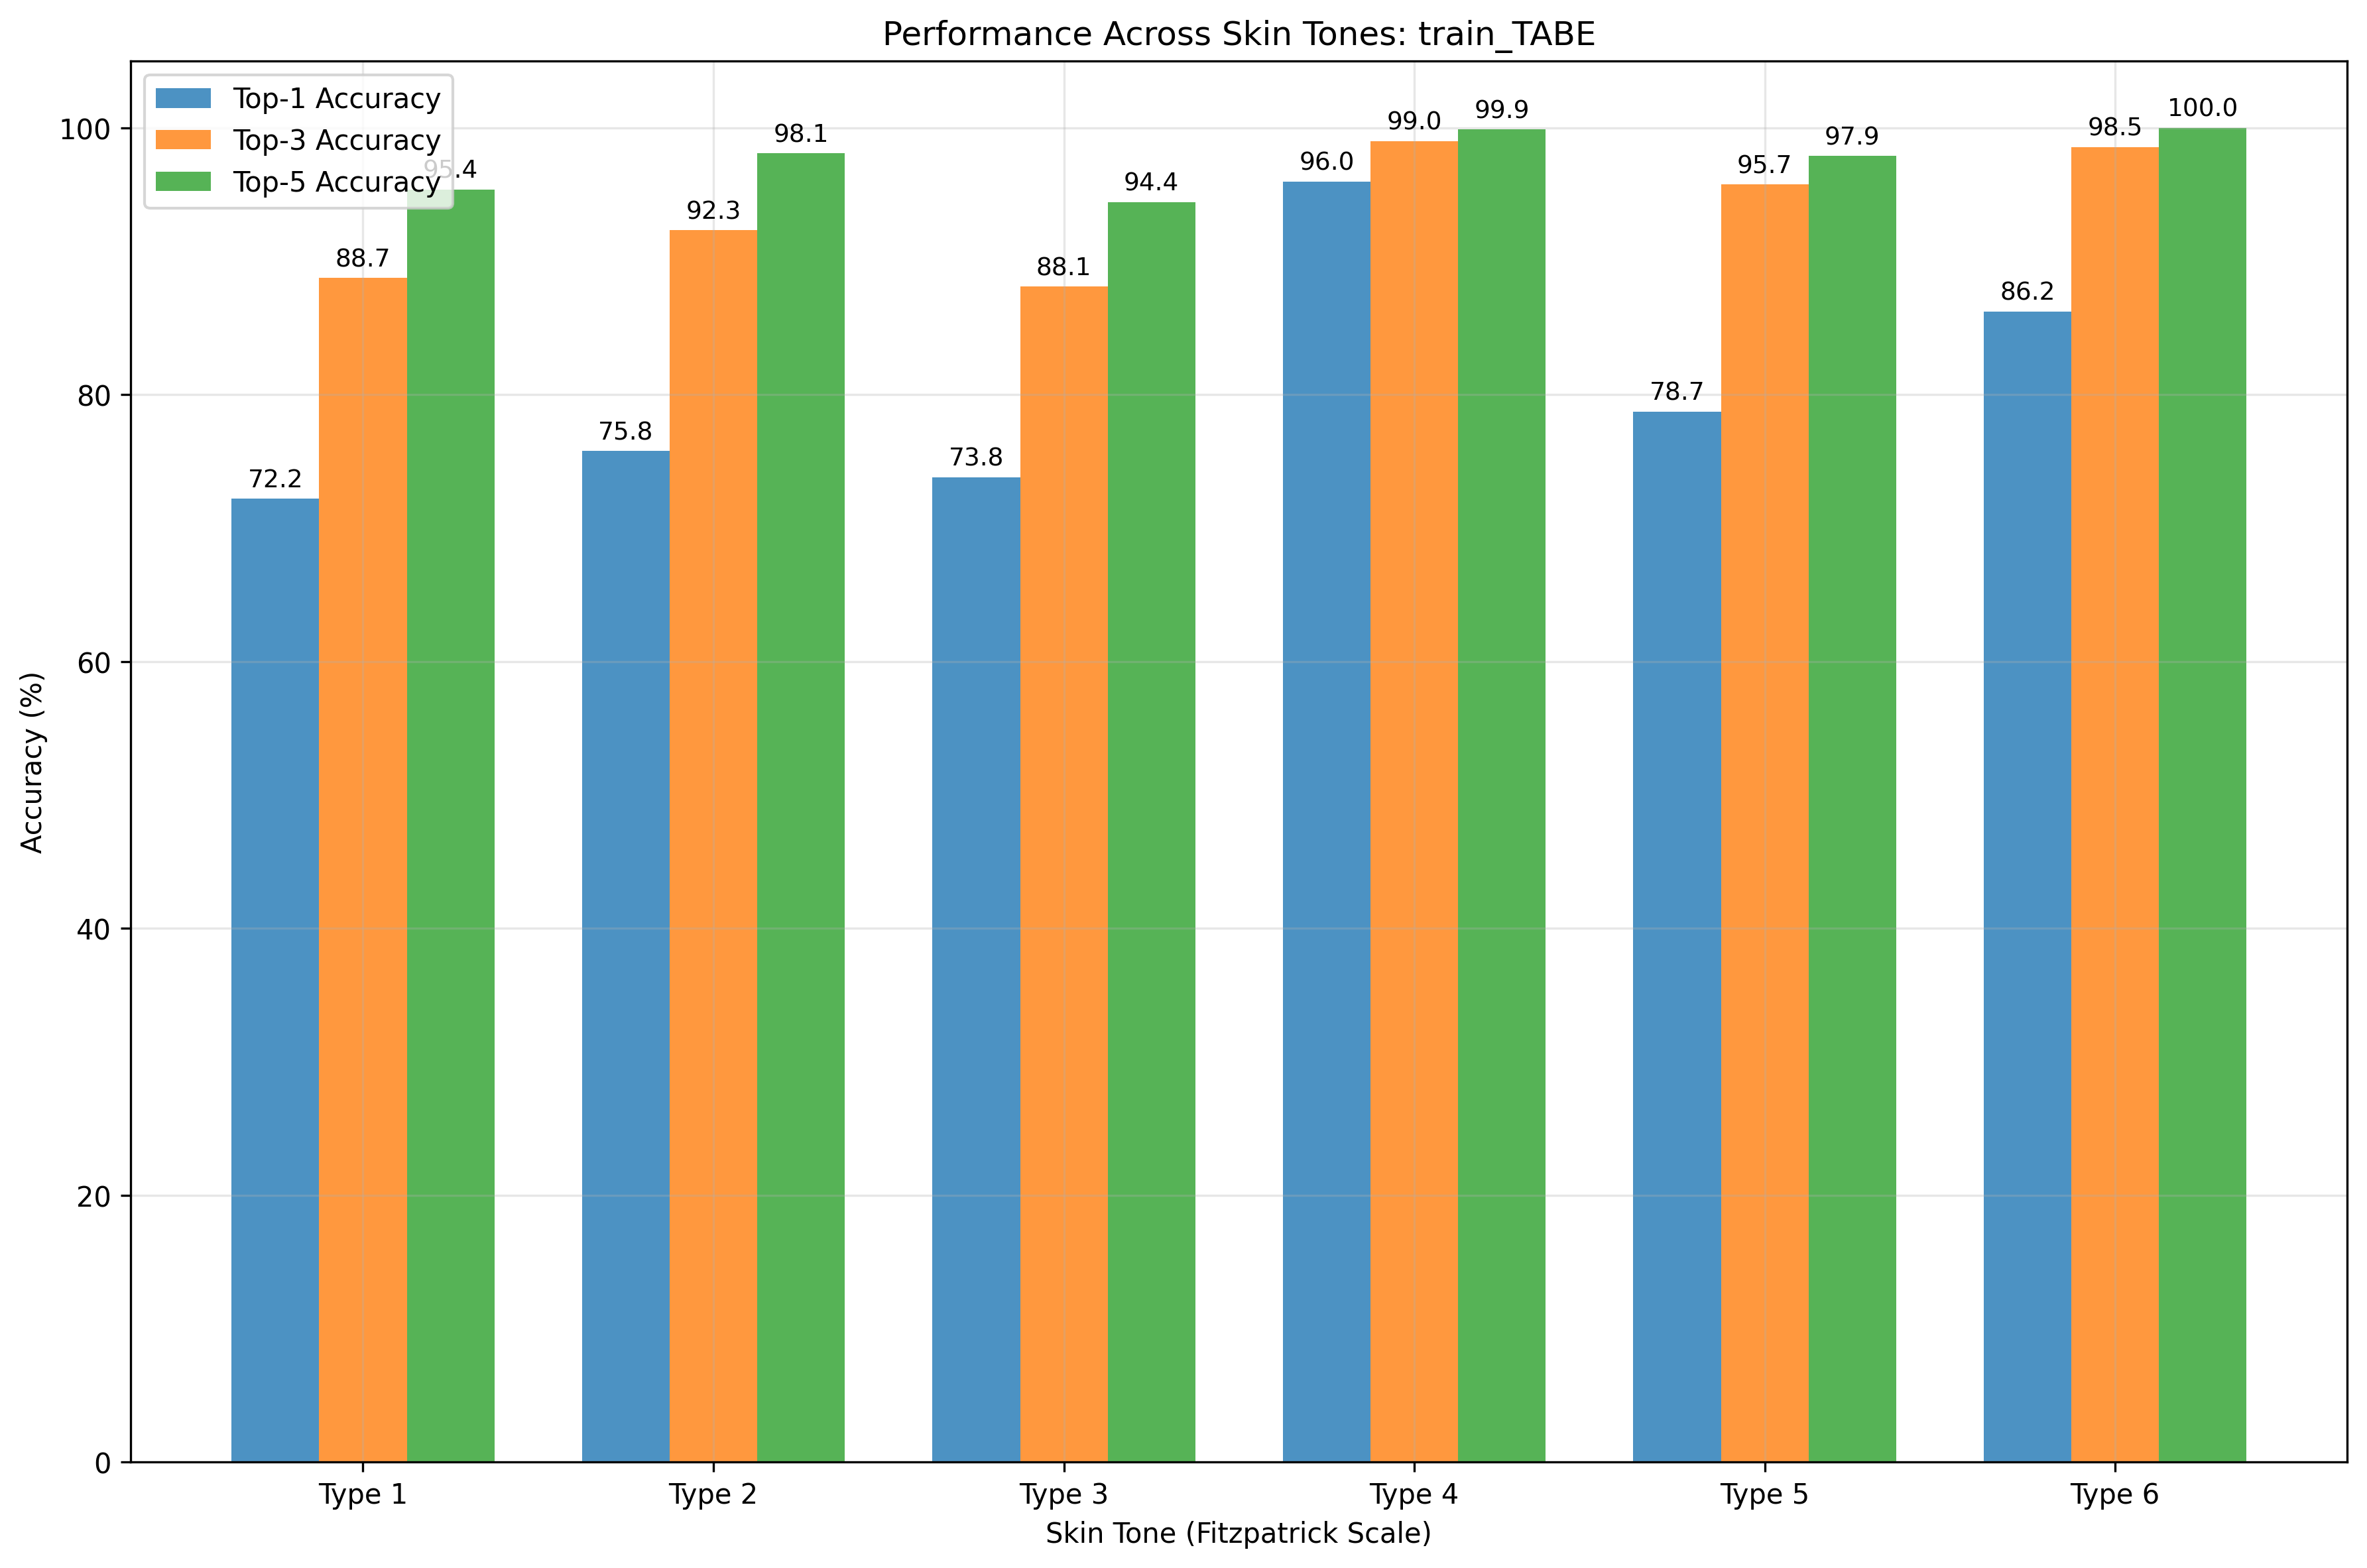 Performance Across Skin Tones: train_TABE
Top-1 Accuracy
Top-3 Accuracy
Top-5 Accuracy
100
80
60
40
20
0
Accuracy (%)
72.2
88.7
95.4
75.8
92.3
98.1
73.8
88.1
94.4
96.0
99.0
99.9
78.7
95.7
97.9
86.2
98.5
100.0
Type 1
Type 2
Type 3
Type 4
Type 5
Type 6
Skin Tone (Fitzpatrick Scale)